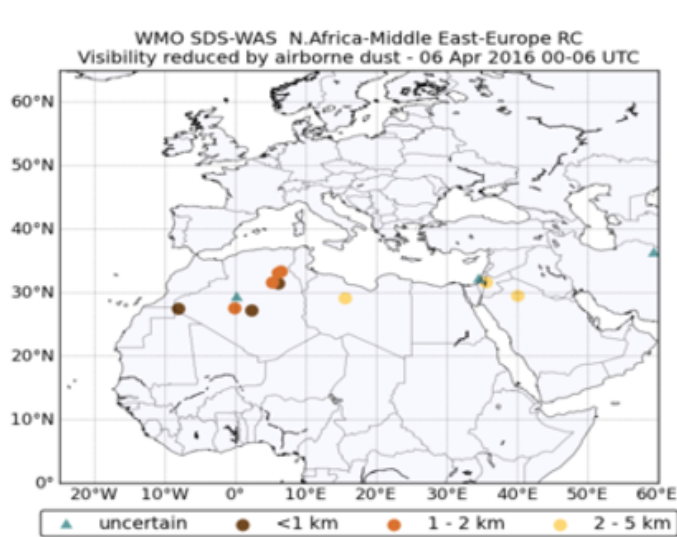 WMO SDS-WAS N.Africa-Middle East-Europe RC
Visibility reduced by airborne dust - 06 Apr 2016 00-06 UTC
60°N
50°N
40°N
30°N
20°N
10°N
0°
20°W 10°W 0° 10°E 20°E 30°E 40°E 50°E 60°E
uncertain <1 km 1 - 2 km 2 - 5 km